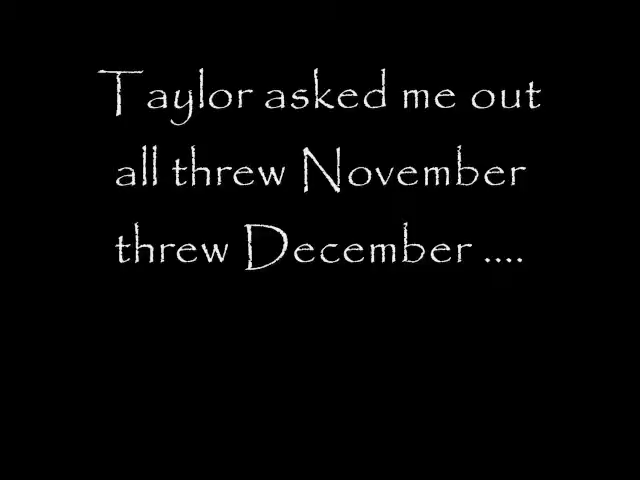 Taylor asked me out
all threw November
threw December ....